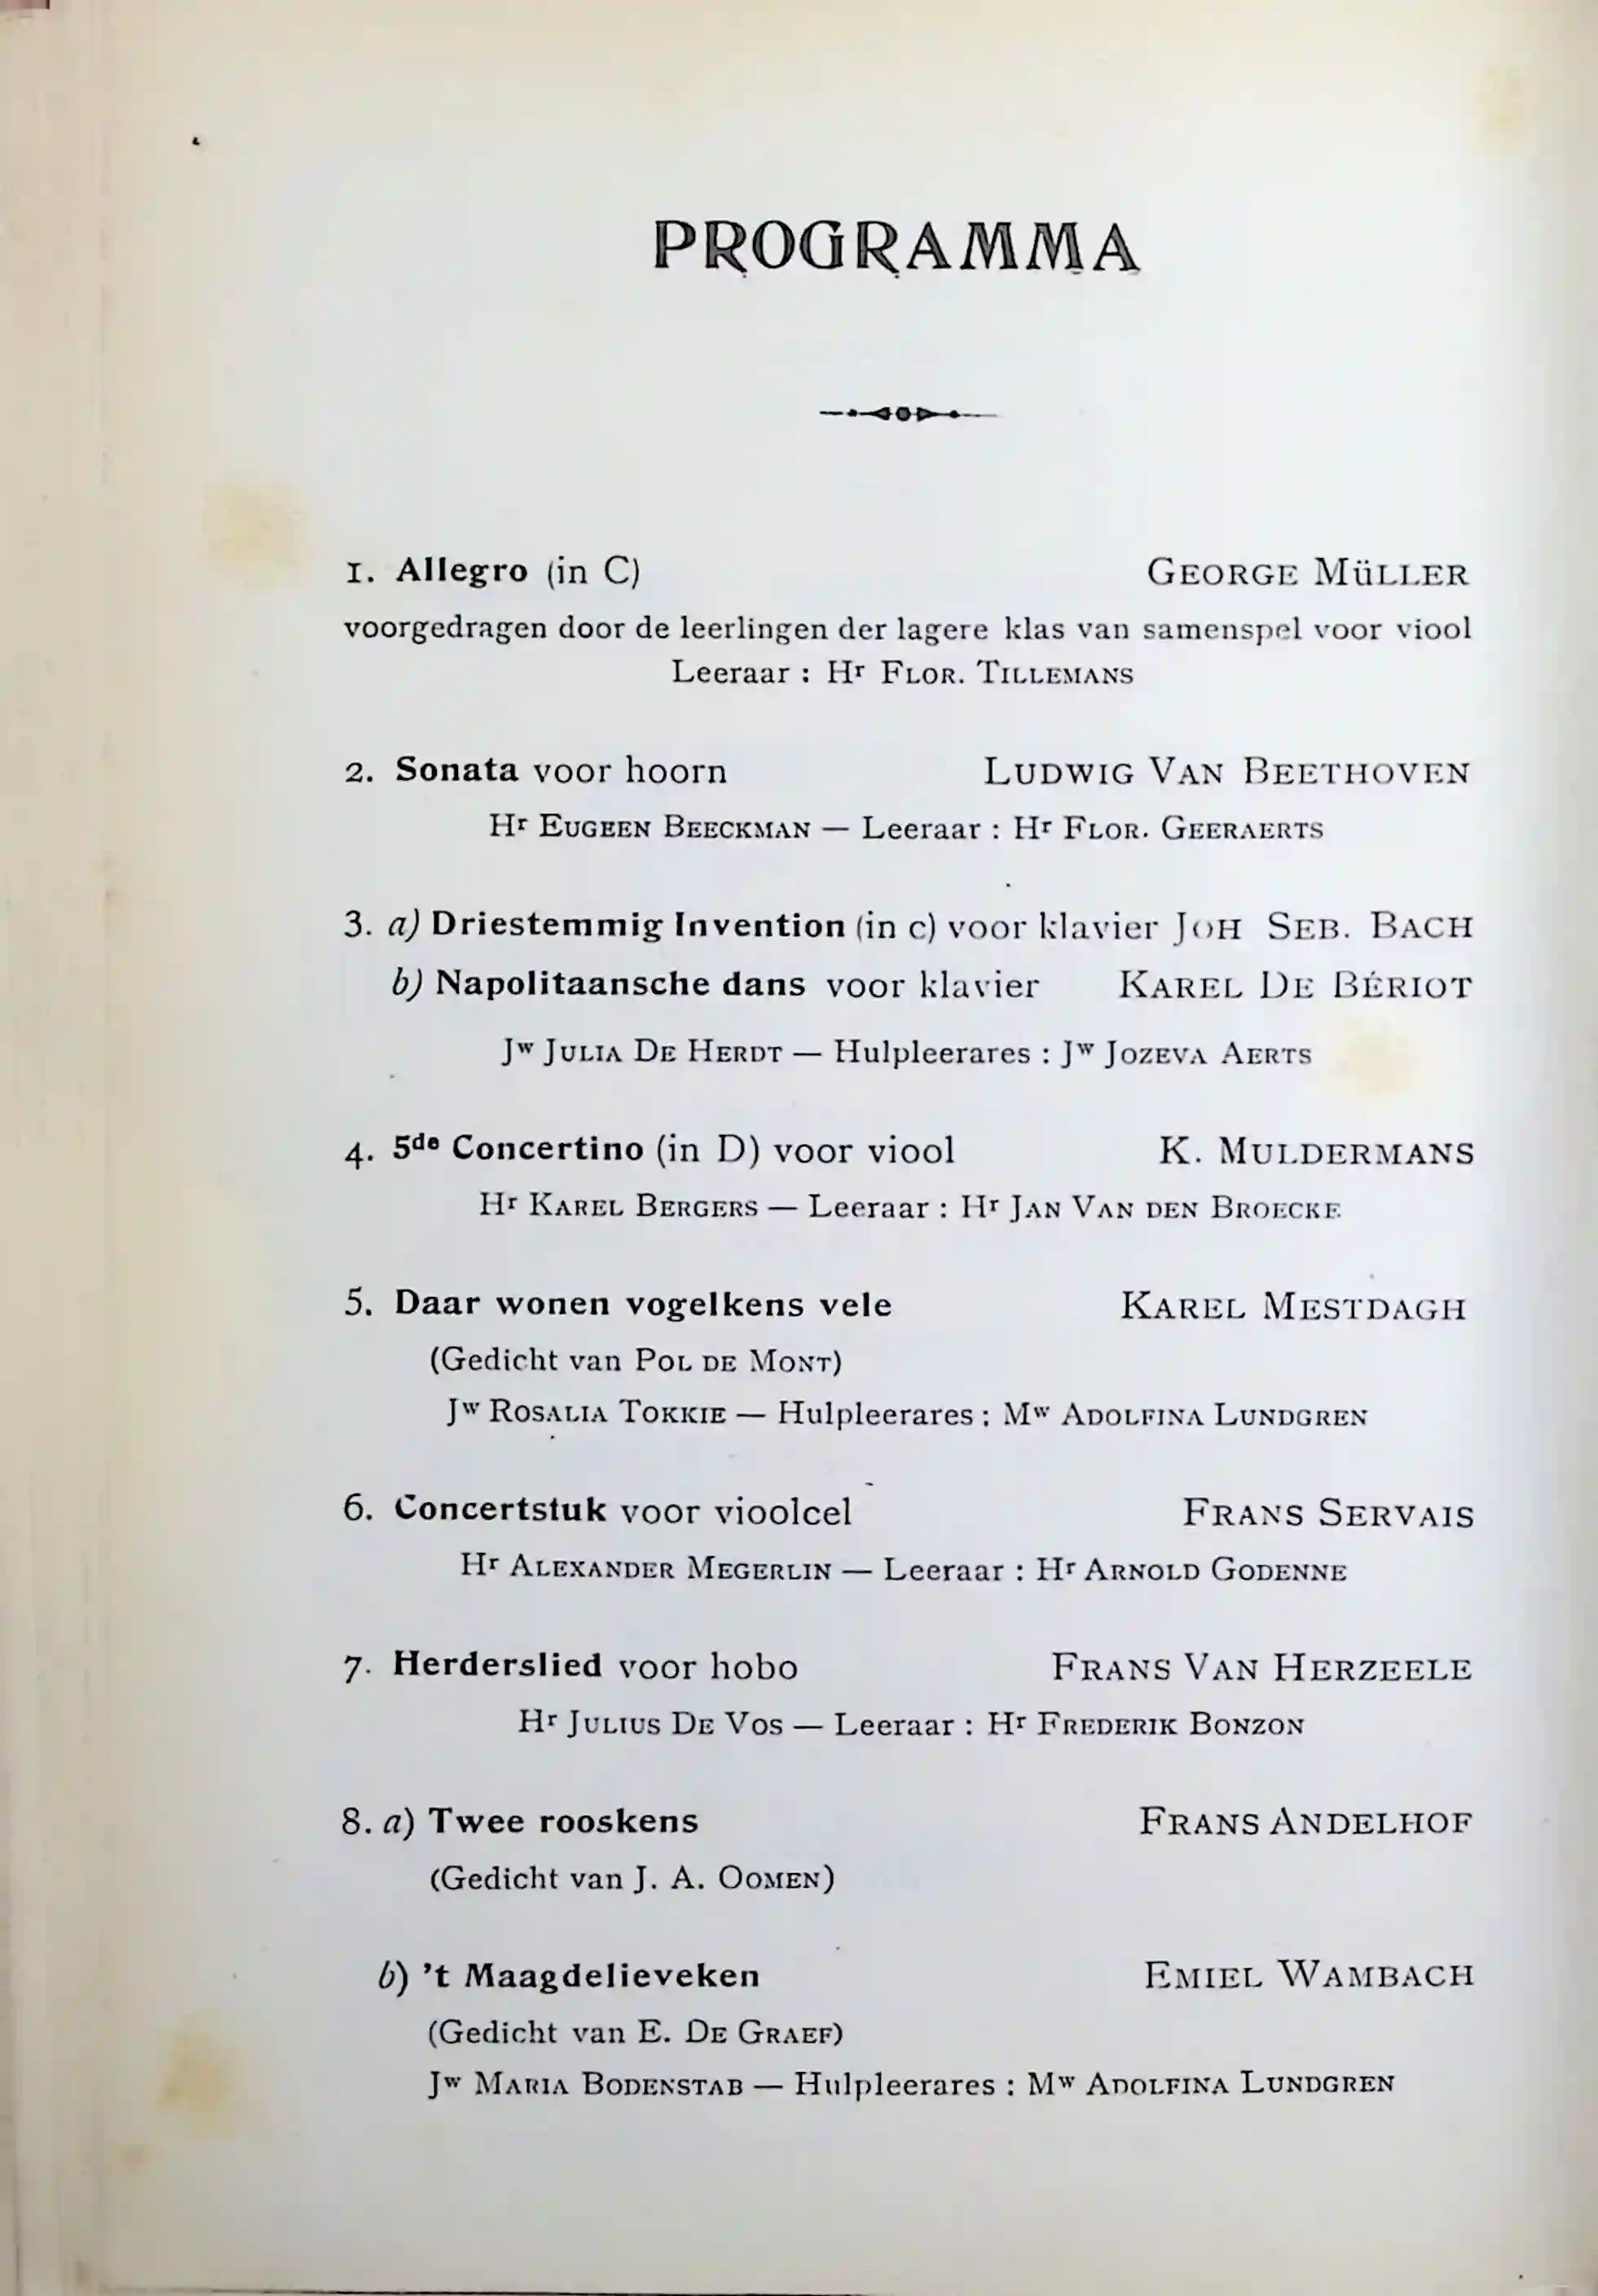 PROGRAMMA
1. Allegro (in C) GEORGE MüLLER
voorgedragen door de leerlingen der lagere klas van samenspel voor viool
Leeraar : Hr FLOR. TILLEMANS
2. Sonata voor hoorn LUDWIG VAN BEETHOVEN
Hr EUGEEN BEECKMAN — Leeraar : Hr FLOR. GEERAERTS
3. a) Driestemmig Invention (in c) voor klavier JOH SEB. BACH
b) Napolitaansche dans voor klavier KAREL DE BÉRIOT
Jw JULIA DE HERDT — Hulpleerares : Jw JOZEVA AERTS
4. 5de Concertino (in D) voor viool K. MULDERMANS
Hr KAREL BERGERS — Leeraar : Hr JAN VAN DEN BROECKE
5. Daar wonen vogelkens vele KAREL MESTDAGH
(Gedicht van POL DE MONT)
Jw ROSALIA TOKKIE — Hulpleerares : Mw ADOLFINA LUNDGREN
6. Concertstuk voor vioolcel FRANS SERVAIS
Hr ALEXANDER MEGERLIN — Leeraar : Hr ARNOLD GODENNE
7. Herderslied voor hobo FRANS VAN HERZEELE
Hr JULIUS DE VOS — Leeraar : Hr FREDERIK BONZON
8. a) Twee rooskens FRANS ANDELHOF
(Gedicht van J. A. OOMEN)
b) 't Maagdelieveken EMIEL WAMBACH
(Gedicht van E. DE GRAEF)
Jw MARIA BODENSTAB — Hulpleerares : Mw ADOLFINA LUNDGREN